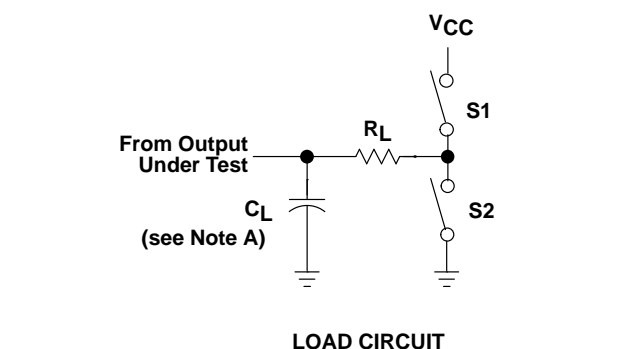 VCC
S1
RL
From Output
Under Test
CL
(see Note A)
S2
LOAD CIRCUIT